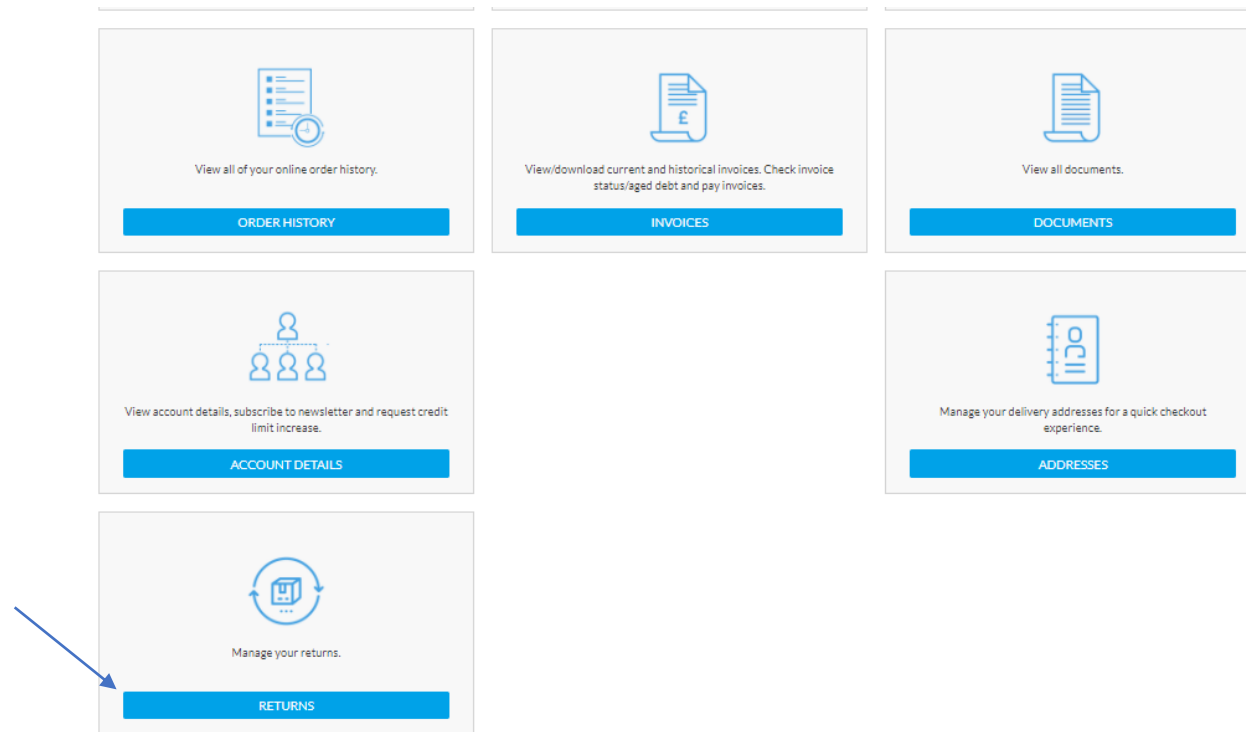 £
View all of your online order history.
View/download current and historical invoices. Check invoice
status/aged debt and pay invoices.
View all documents.
ORDER HISTORY
INVOICES
DOCUMENTS
View account details, subscribe to newsletter and request credit
limit increase.
Manage your delivery addresses for a quick checkout
experience.
ACCOUNT DETAILS
ADDRESSES
Manage your returns.
RETURNS